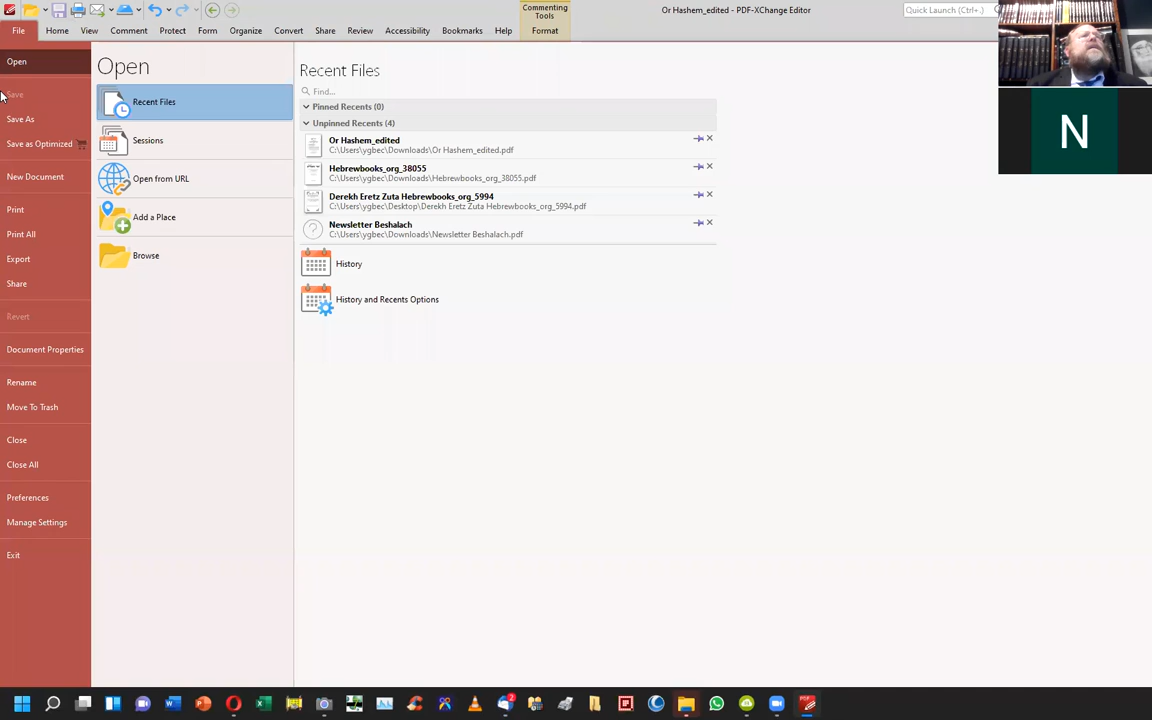 Commenting Tools
Or Hashem_edited - PDF-XChange Editor
Quick Launch (Ctrl+.)
File Home View Comment Protect Form Organize Convert Share Review Accessibility Bookmarks Help Format
Open
Save
Save As
Save as Optimized
New Document
Print
Print All
Export
Share
Revert
Document Properties
Rename
Move To Trash
Close
Close All
Preferences
Manage Settings
Exit
Open
Recent Files
Sessions
Open from URL
Add a Place
Browse
Recent Files
Find...
Pinned Recents (0)
Unpinned Recents (4)
Or Hashem_edited
C:\Users\ygbec\Downloads\Or Hashem_edited.pdf
Hebrewbooks_org_38055
C:\Users\ygbec\Downloads\Hebrewbooks_org_38055.pdf
Derekh Eretz Zuta Hebrewbooks_org_5994
C:\Users\ygbec\Desktop\Derekh Eretz Zuta Hebrewbooks_org_5994.pdf
Newsletter Beshalach
C:\Users\ygbec\Downloads\Newsletter Beshalach.pdf
History
History and Recents Options
N
2